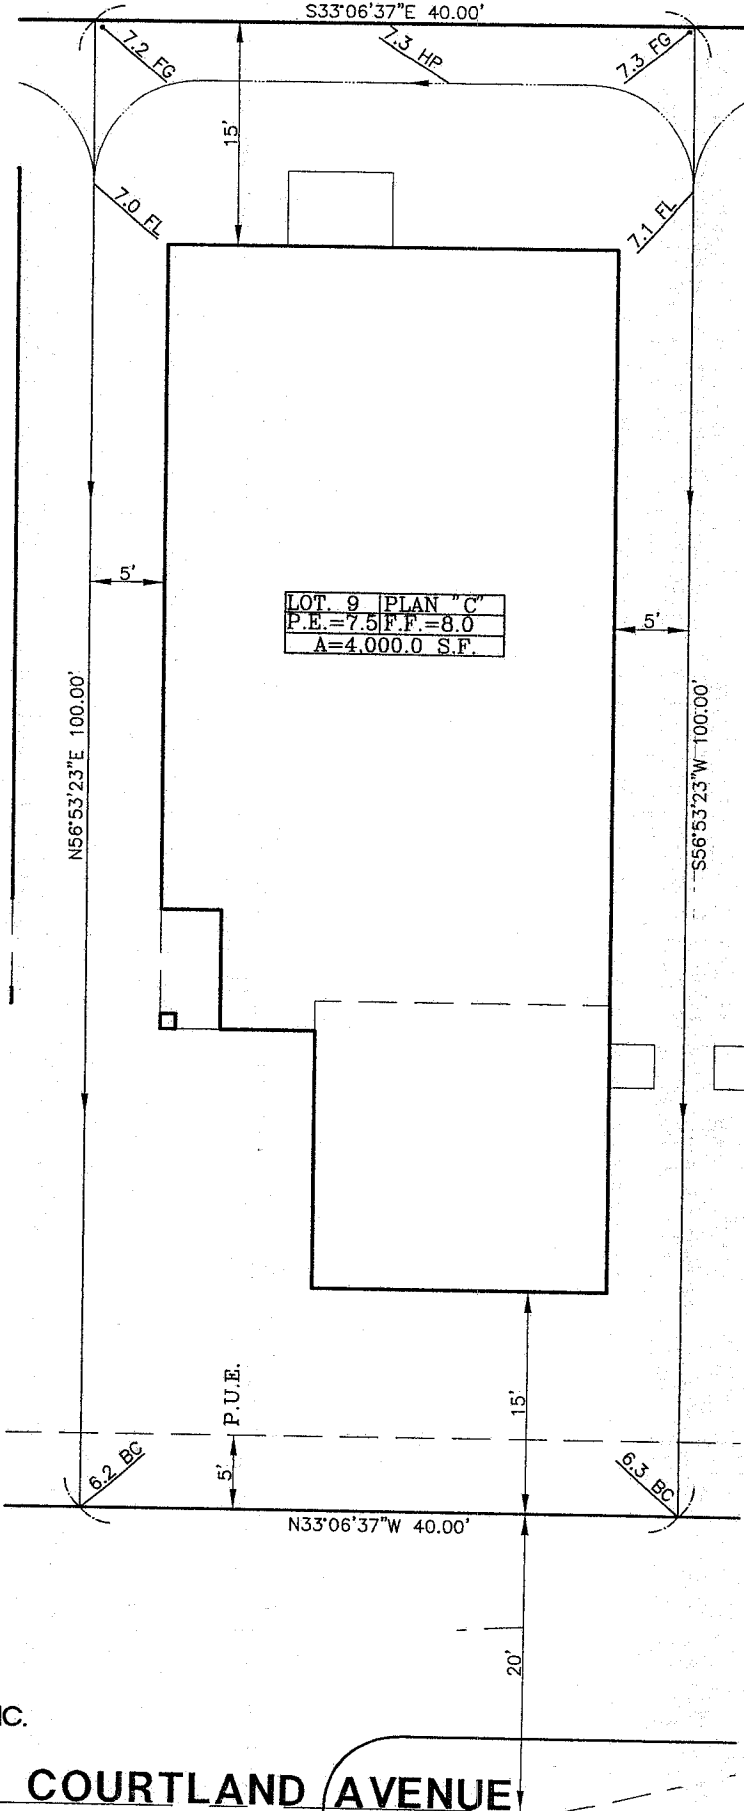 S33°06'37"E 40.00'
7.2 FG
7.3 HP
7.3 FG
15'
7.0 FL
7.1 FL
5'
LOT. 9 PLAN "C"
P.E.=7.5 F.F.=8.0
A=4,000.0 S.F.
5'
N56°53'23"E 100.00'
S56°53'23"W 100.00'
P.U.E.
15'
6.2 BC
5'
6.3 BC
N33°06'37"W 40.00'
20'
C.
COURTLAND AVENUE